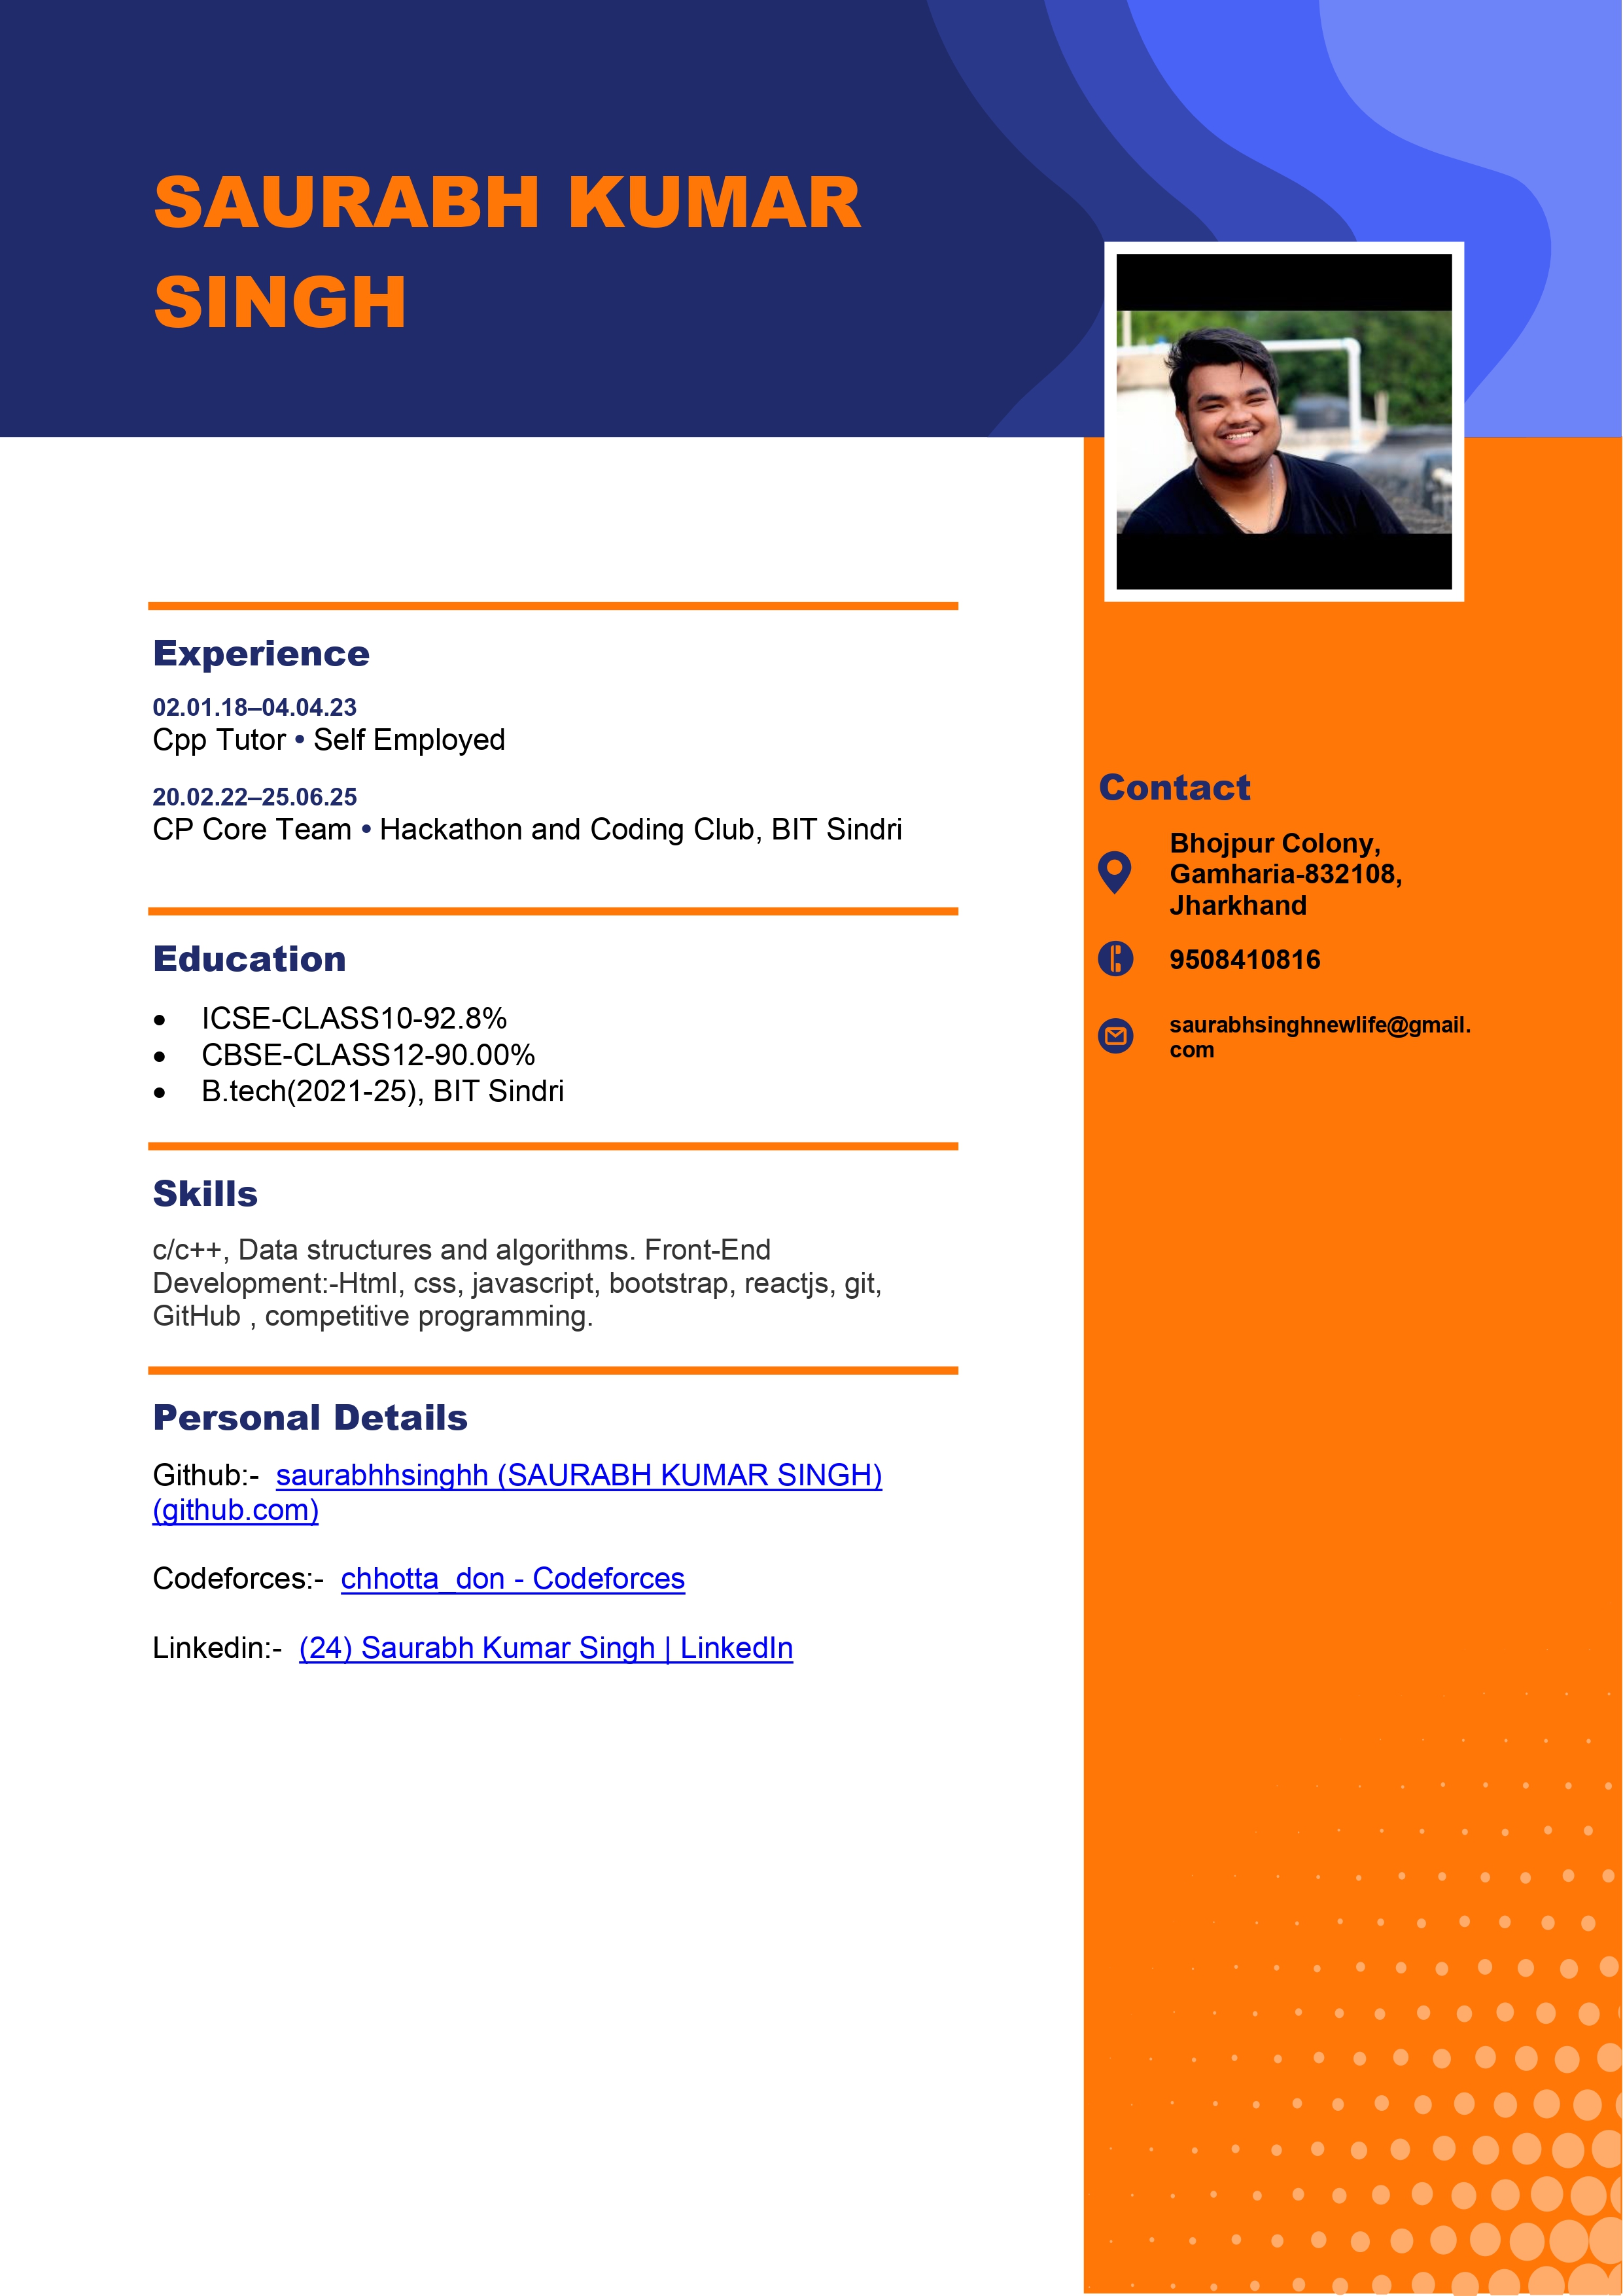 SAURABH KUMAR
SINGH
Experience
02.01.18–04.04.23
Cpp Tutor • Self Employed
20.02.22–25.06.25
CP Core Team • Hackathon and Coding Club, BIT Sindri
Education
• ICSE-CLASS10-92.8%
• CBSE-CLASS12-90.00%
• B.tech(2021-25), BIT Sindri
Skills
c/c++, Data structures and algorithms. Front-End
Development:-Html, css, javascript, bootstrap, reactjs, git,
GitHub , competitive programming.
Personal Details
Github:- saurabhhsinghh (SAURABH KUMAR SINGH)
(github.com)
Codeforces:- chhotta_don - Codeforces
Linkedin:- (24) Saurabh Kumar Singh | LinkedIn
Contact
Bhojpur Colony,
Gamharia-832108,
Jharkhand
9508410816
saurabhsinghnewlife@gmail.
com